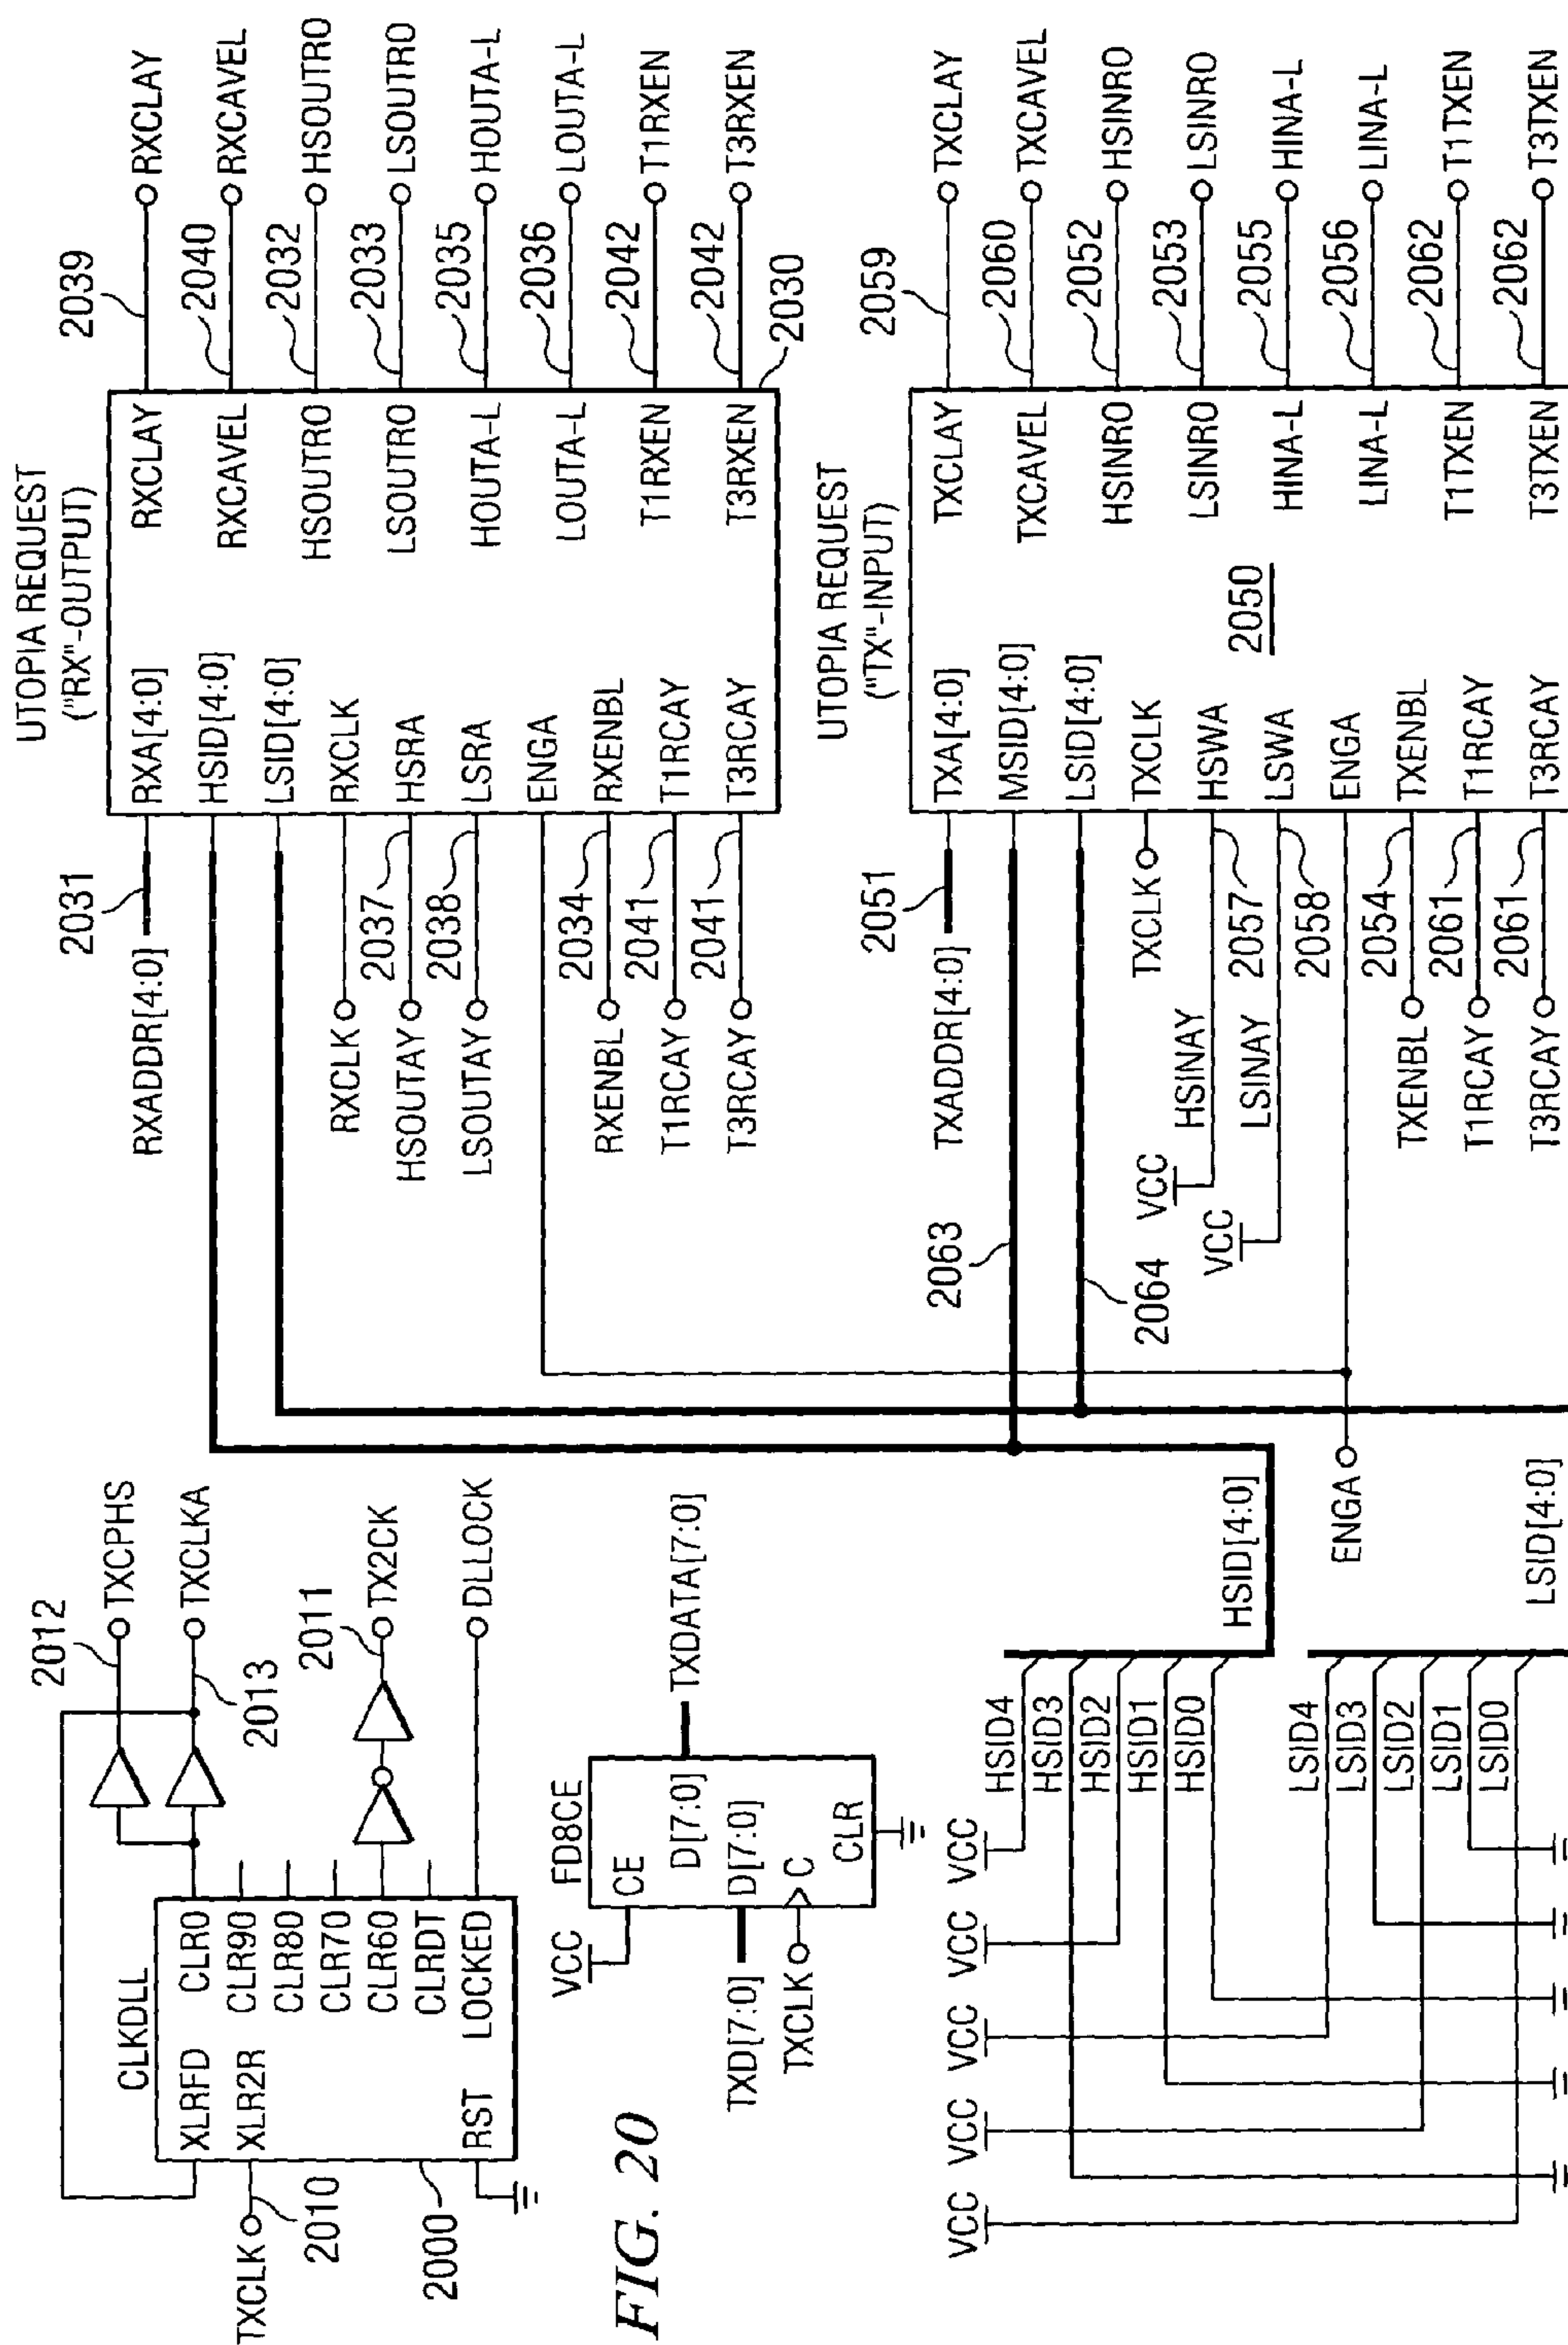 CLKDLL
XLRFD CLR0
XLR2R CLR90
CLR80
CLR70
CLR60
CLRDT
RST LOCKED
TXCLK
2010
2000
2012
TXCPHS
TXCLKA
2013
2011
TX2CK
DLLOCK
FIG. 20
FD8CE
VCC
CE
D[7:0]
TXDATA[7:0]
TXD[7:0]
D[7:0]
TXCLK
C
CLR
VCC
VCC
VCC
VCC
VCC
HSID4
HSID3
HSID2
HSID1
HSID0
HSID[4:0]
LSID4
LSID3
LSID2
LSID1
LSID0
LSID[4:0]
ENGA
UTOPIA REQUEST
("RX"-OUTPUT)
2031
2039
RXADDR[4:0]
RXA[4:0] RXCLAY
RXCLAY
HSID[4:0] RXCAVEL
2040
RXCAVEL
LSID[4:0] HSOUTRO
2032
HSOUTRO
RXCLK
RXCLK LSOUTRO
2033
LSOUTRO
HSOUTAY
2037
HSRA HOUTA-L
2035
HOUTA-L
LSOUTAY
2038
LSRA LOUTA-L
2036
LOUTA-L
ENGA
RXENBL
2034
RXENBL T1RXEN
2042
T1RXEN
T1RCAY
2041
T1RCAY
T3RCAY
2041
T3RCAY T3RXEN
2042
T3RXEN
2030
UTOPIA REQUEST
("TX"-INPUT)
2051
2059
TXADDR[4:0]
TXA[4:0] TXCLAY
TXCLAY
2063
MSID[4:0] TXCAVEL
2060
TXCAVEL
2064
LSID[4:0] HSINRO
2052
HSINRO
TXCLK
TXCLK LSINRO
2053
LSINRO
VCC
HSINAY
2057
HSWA HINA-L
2055
HINA-L
VCC
LSINAY
2058
LSWA LINA-L
2056
LINA-L
ENGA
2050
TXENBL
2054
TXENBL T1TXEN
2062
T1TXEN
T1RCAY
2061
T1RCAY
T3RCAY
2061
T3RCAY T3TXEN
2062
T3TXEN